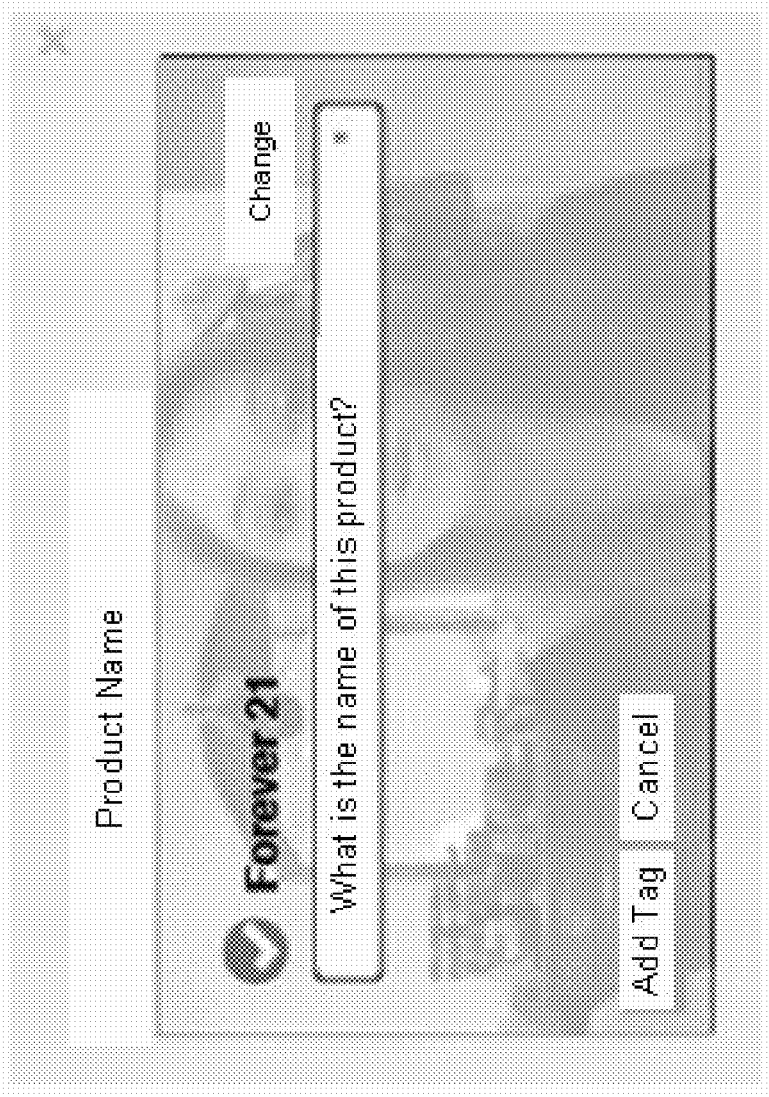 Product Name
Forever 21
Change
What is the name of this product? *
Add Tag
Cancel